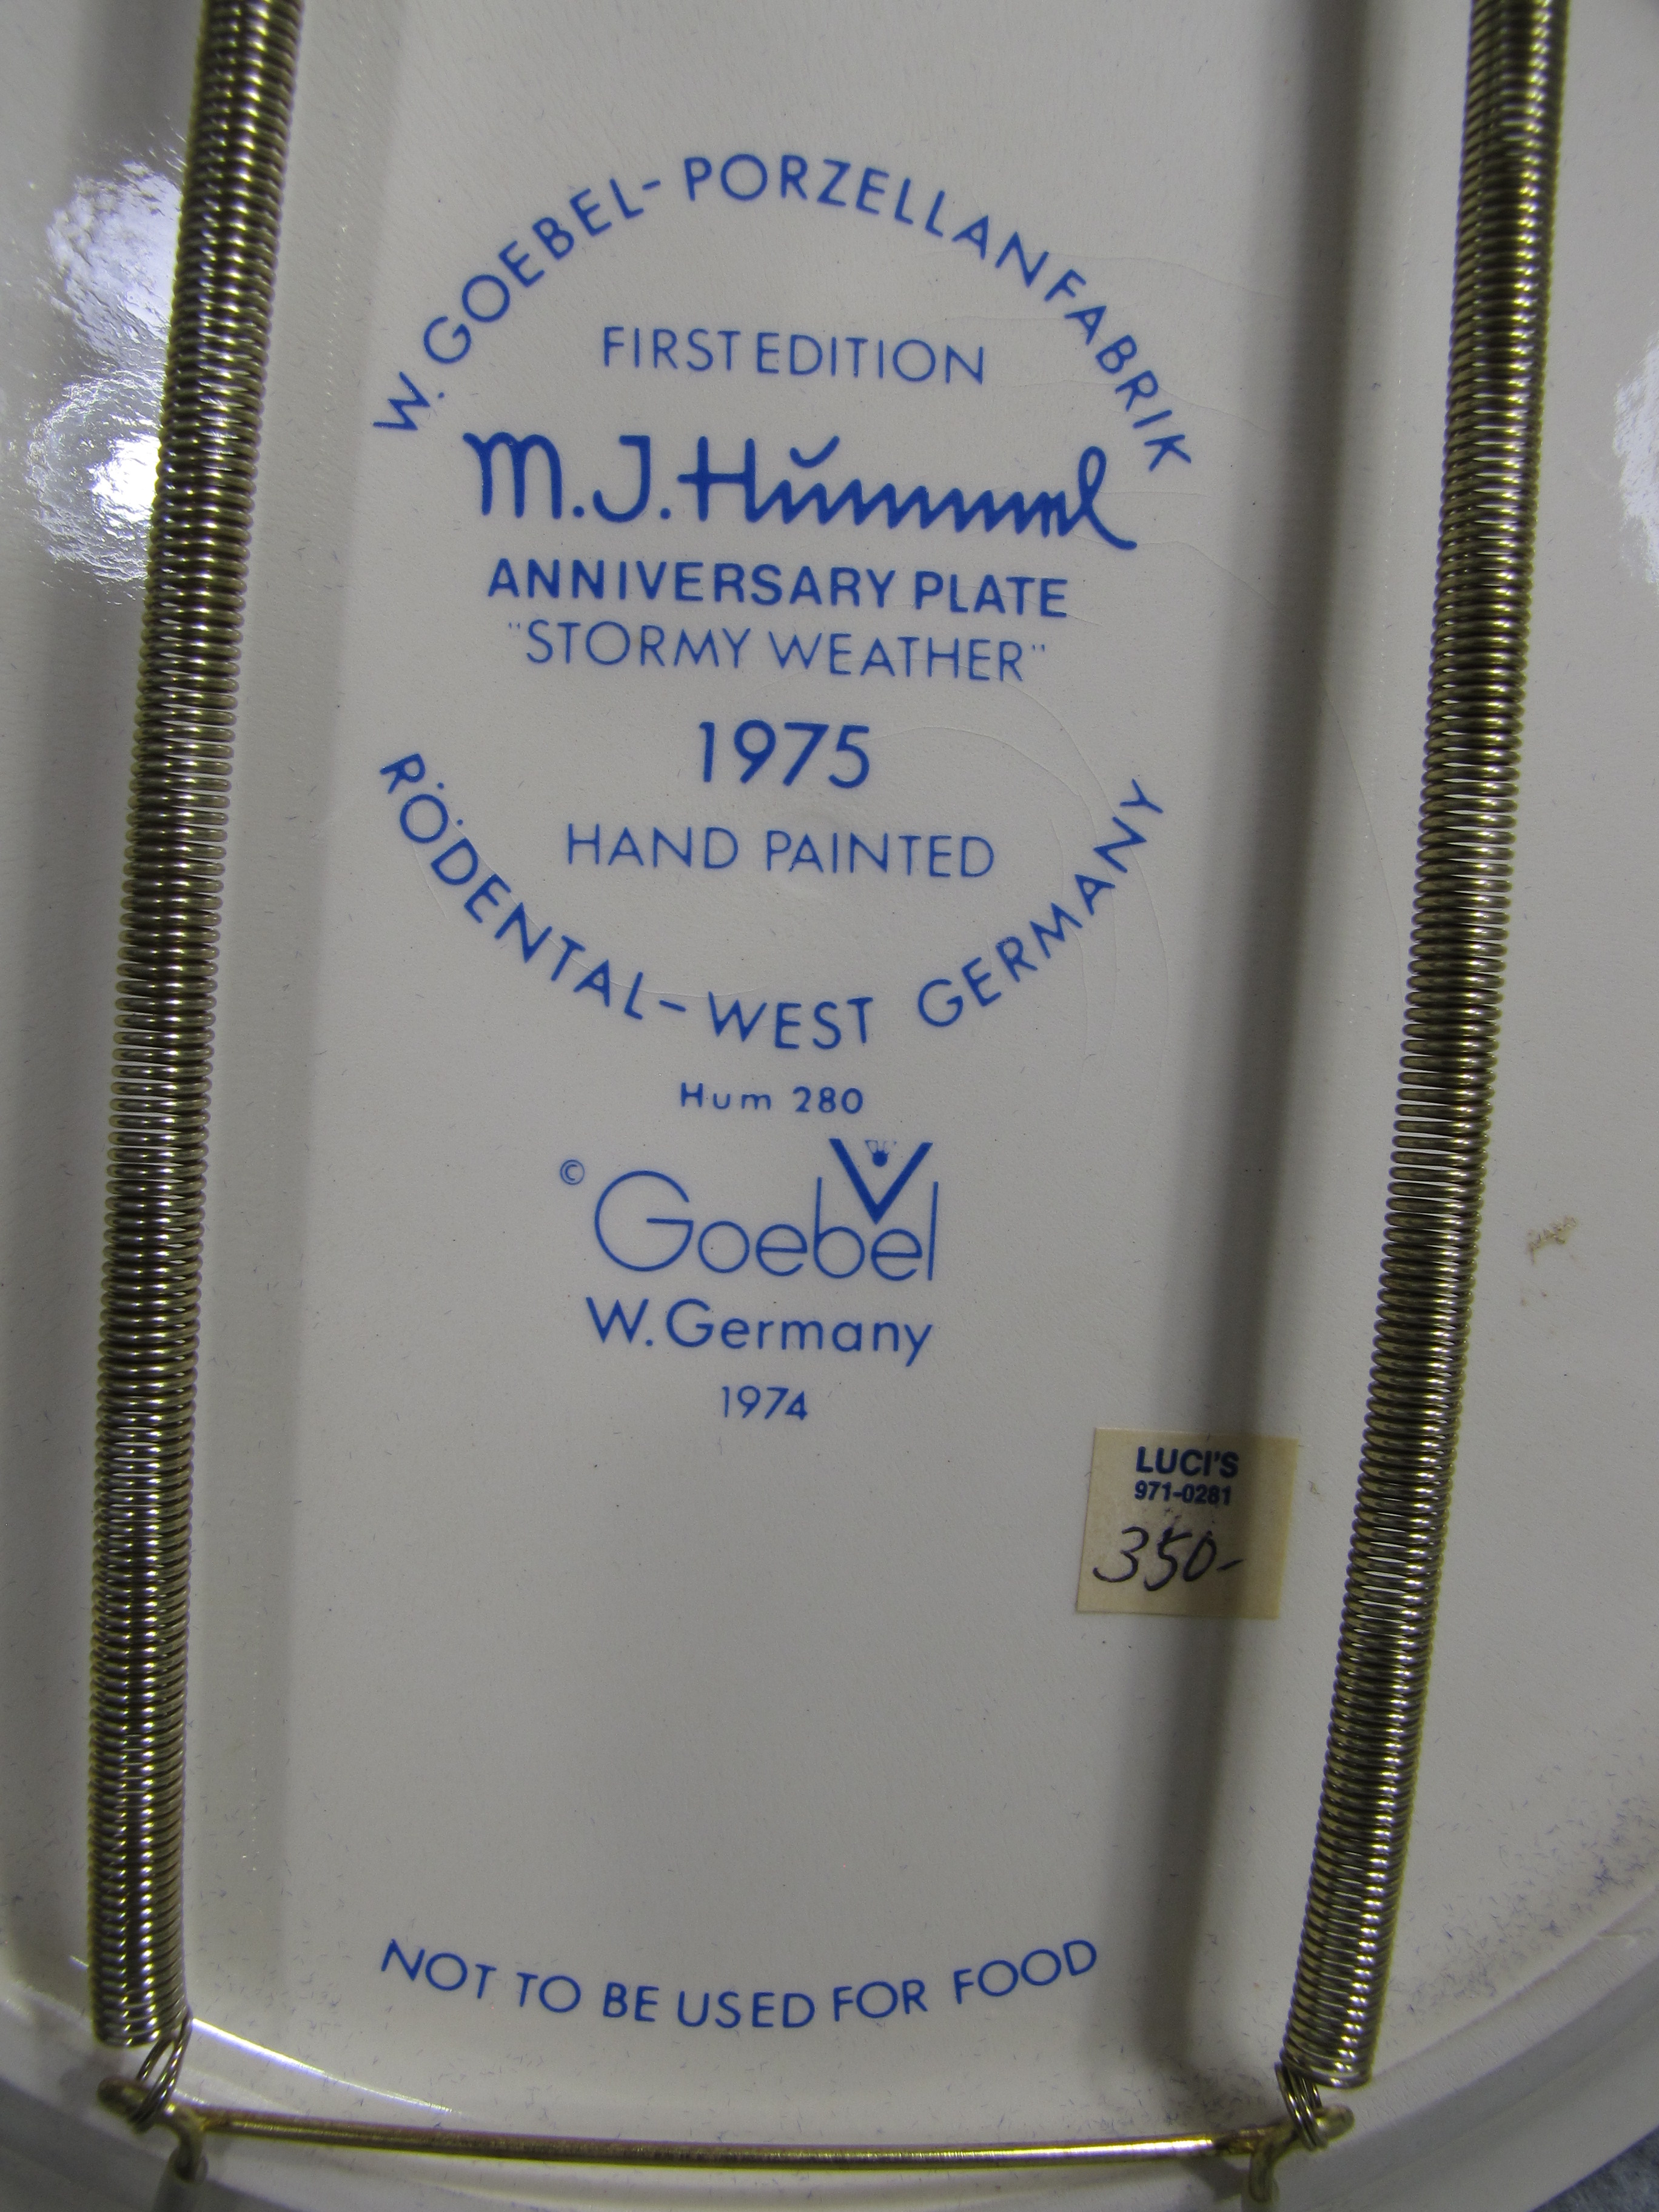 W. GOEBEL-PORZELLANFABRIK
FIRST EDITION
M.J. Hummel
ANNIVERSARY PLATE
"STORMY WEATHER"
1975
HAND PAINTED
RÖDENTAL-WEST GERMANY
Hum 280
© Goebel
W. Germany
1974
LUCI'S
971-0281
350-
NOT TO BE USED FOR FOOD